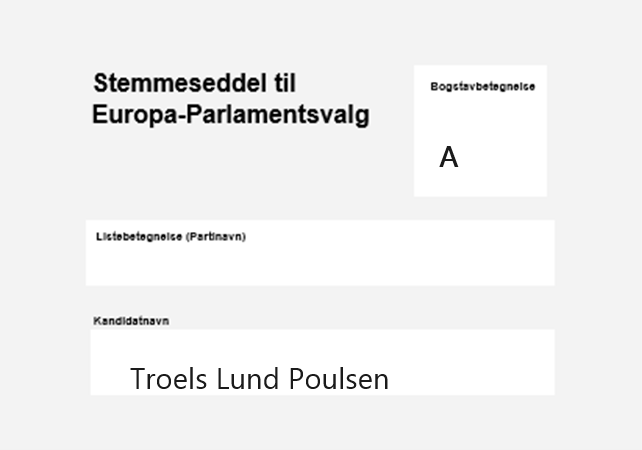 Stemmeseddel til
Europa-Parlamentsvalg
Bogstavbetegnelse
A
Listebetegnelse (Partinavn)
Kandidatnavn
Troels Lund Poulsen